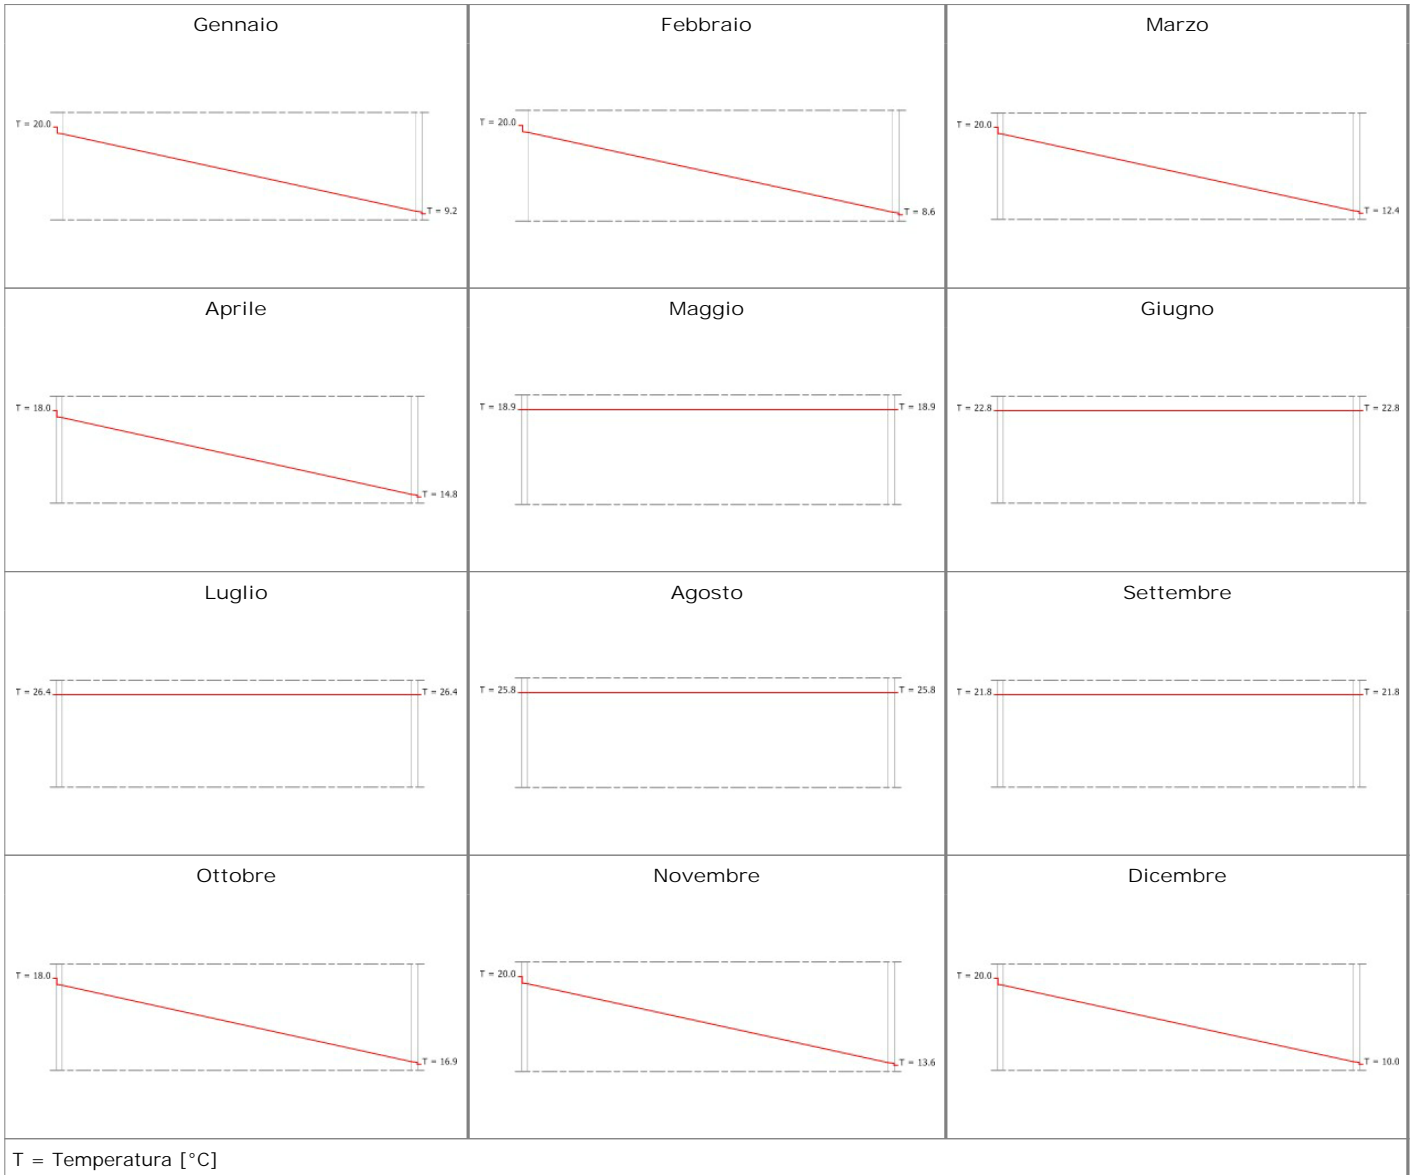 Gennaio
T = 20.0
T = 9.2
Febbraio
T = 20.0
T = 8.6
Marzo
T = 20.0
T = 12.4
Aprile
T = 18.0
T = 14.8
Maggio
T = 18.9
T = 18.9
Giugno
T = 22.8
T = 22.8
Luglio
T = 26.4
T = 26.4
Agosto
T = 25.8
T = 25.8
Settembre
T = 21.8
T = 21.8
Ottobre
T = 18.0
T = 16.9
Novembre
T = 20.0
T = 13.6
Dicembre
T = 20.0
T = 10.0
T = Temperatura [°C]